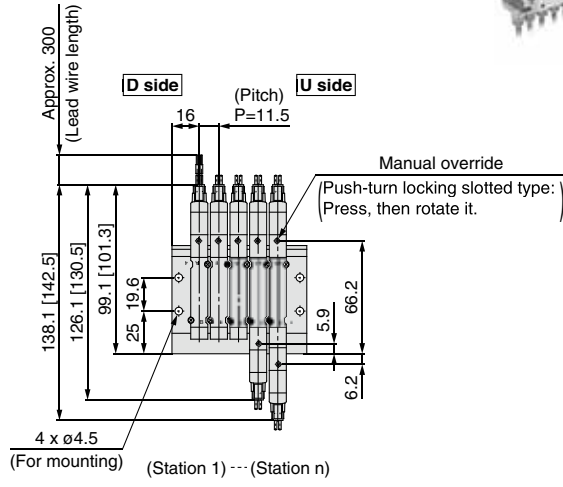 Approx. 300
(Lead wire length)
D side
U side
(Pitch)
16
P=11.5
Manual override
(Push-turn locking slotted type:
Press, then rotate it.)
138.1 [142.5]
126.1 [130.5]
99.1 [101.3]
19.6
25
66.2
5.9
6.2
4 x ø4.5
(For mounting)
(Station 1) ---- (Station n)